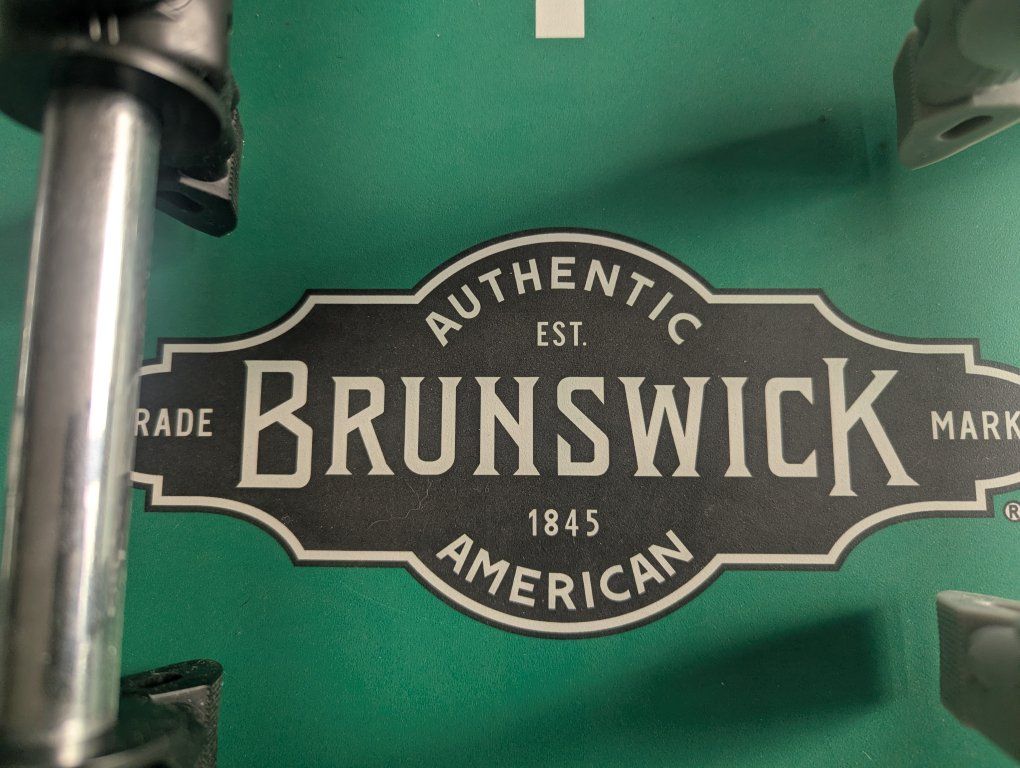 AUTHENTIC
EST.
RADE BRUNSWICK MARK
1845
AMERICAN
®